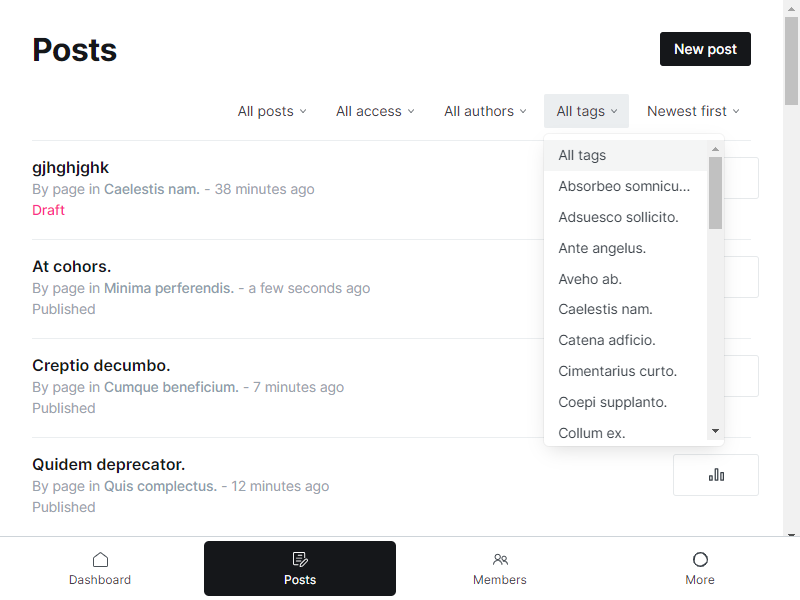 Posts
New post
All posts
All access
All authors
All tags
Newest first
All tags
Absorbeo somnicu...
Adsuesco sollicito.
Ante angelus.
Aveho ab.
Caelestis nam.
Catena adficio.
Cimentarius curto.
Coepi supplanto.
Collum ex.
gjhghjghk
By page in Caelestis nam. - 38 minutes ago
Draft
At cohors.
By page in Minima perferendis. - a few seconds ago
Published
Creptio decumbo.
By page in Cumque beneficium. - 7 minutes ago
Published
Quidem deprecator.
By page in Quis complectus. - 12 minutes ago
Published
Dashboard
Posts
Members
More